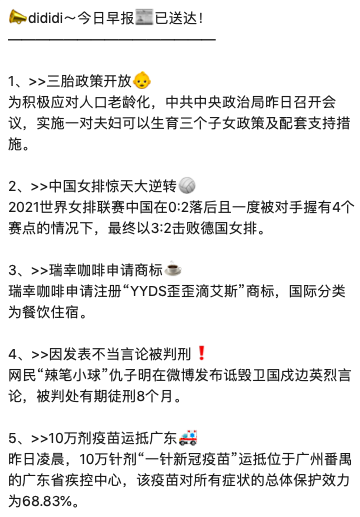 📣dididi～今日早报📰已送达！
———————————————
1、>>三胎政策开放👶
为积极应对人口老龄化，中共中央政治局昨日召开会
议，实施一对夫妇可以生育三个子女政策及配套支持措
施。
2、>>中国女排惊天大逆转🏐
2021世界女排联赛中国在0:2落后且一度被对手握有4个
赛点的情况下，最终以3:2击败德国女排。
3、>>瑞幸咖啡申请商标☕
瑞幸咖啡申请注册“YYDS歪歪滴艾斯”商标，国际分类
为餐饮住宿。
4、>>因发表不当言论被判刑❗
网民“辣笔小球”仇子明在微博发布诋毁卫国戍边英烈言
论，被判处有期徒刑8个月。
5、>>10万剂疫苗运抵广东🚑
昨日凌晨，10万针剂“一针新冠疫苗”运抵位于广州番禺
的广东省疾控中心，该疫苗对所有症状的总体保护效力
为68.83%。